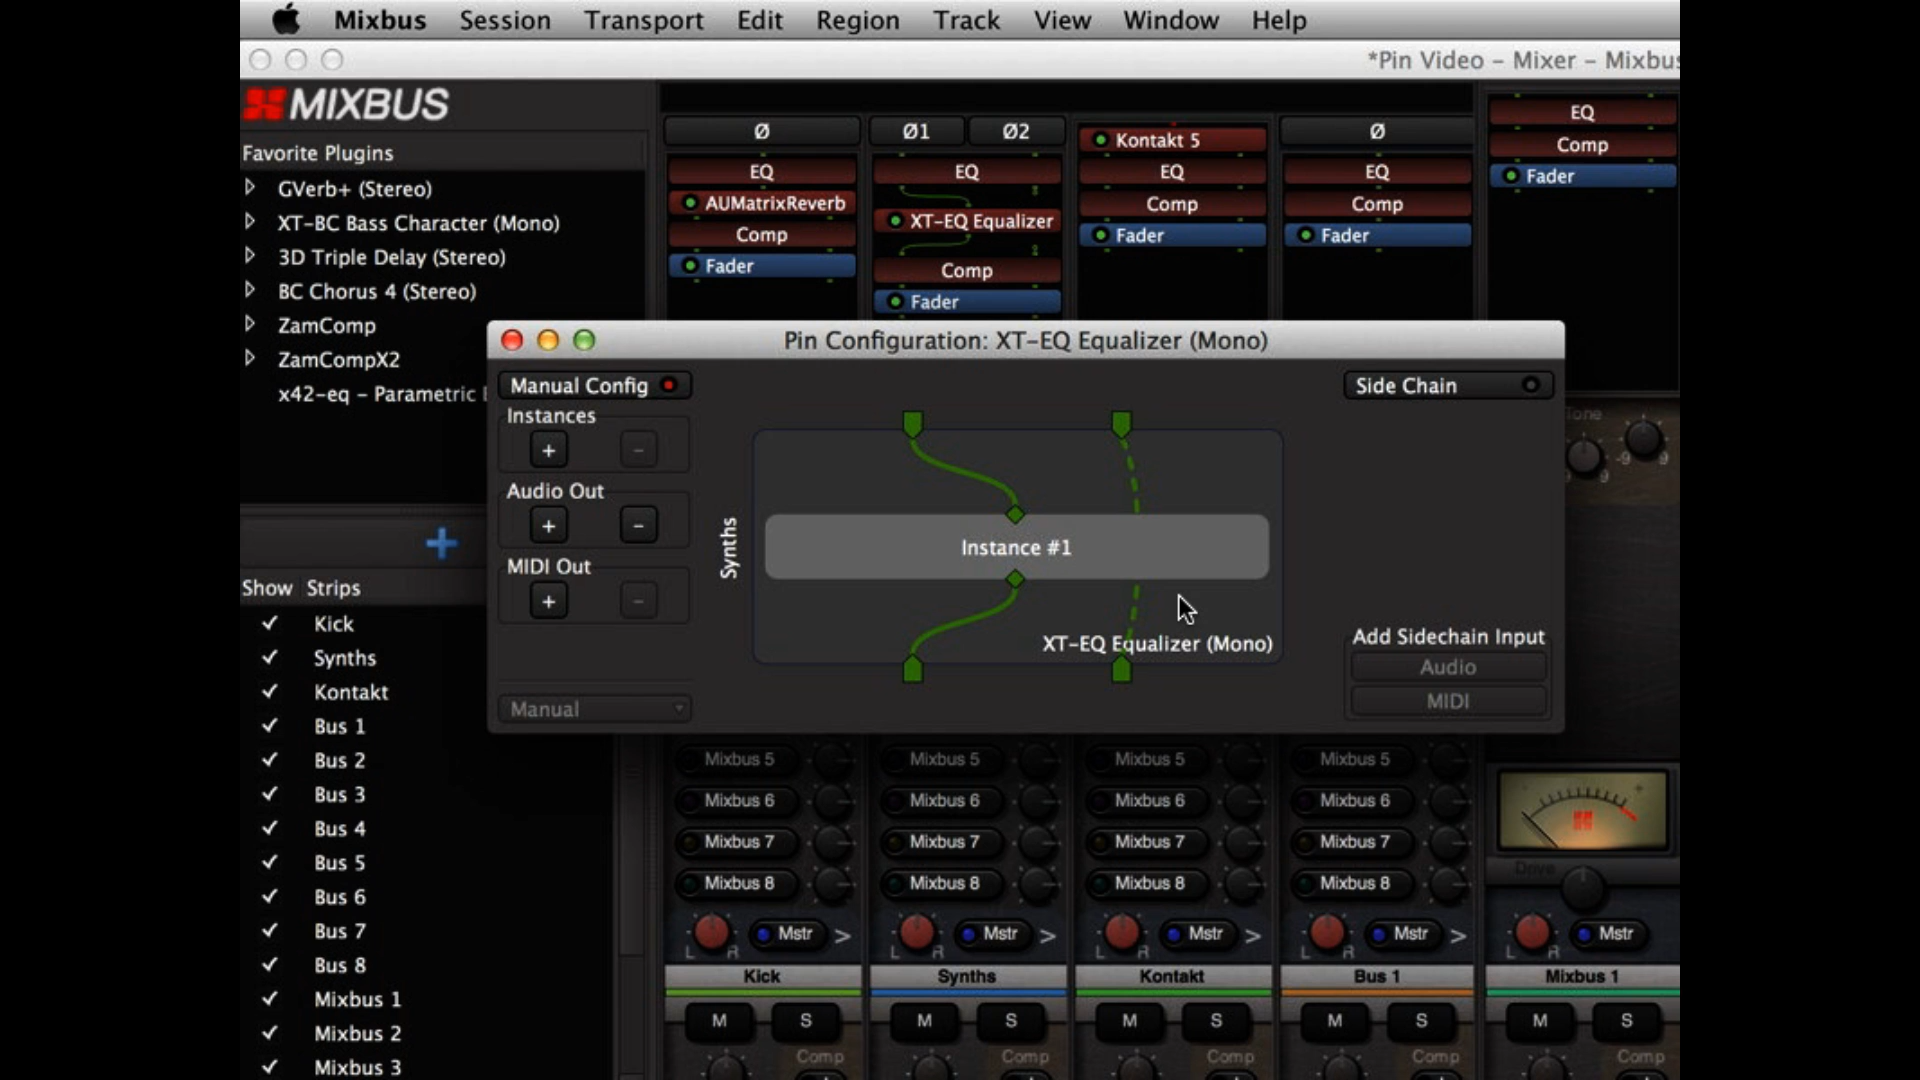 Mixbus Session Transport Edit Region Track View Window Help
*Pin Video - Mixer - Mixbus
MIXBUS
Favorite Plugins
GVerb+ (Stereo)
XT-BC Bass Character (Mono)
3D Triple Delay (Stereo)
BC Chorus 4 (Stereo)
ZamComp
ZamCompX2
x42-eq - Parametric
Ø Ø1 Ø2 Ø
EQ EQ Kontakt 5 EQ EQ
AUMatrixReverb XT-EQ Equalizer EQ Comp Comp
Comp Comp Comp Fader Fader
Fader Fader Fader
Pin Configuration: XT-EQ Equalizer (Mono)
Manual Config Side Chain
Instances
+ -
Audio Out
+ -
MIDI Out
+ -
Manual
Synths
Instance #1
XT-EQ Equalizer (Mono)
Add Sidechain Input
Audio
MIDI
Tone
-9 9
9
Show Strips
Kick
Synths
Kontakt
Bus 1
Bus 2
Bus 3
Bus 4
Bus 5
Bus 6
Bus 7
Bus 8
Mixbus 1
Mixbus 2
Mixbus 3
Mixbus 5 Mixbus 5 Mixbus 5 Mixbus 5
Mixbus 6 Mixbus 6 Mixbus 6 Mixbus 6
Mixbus 7 Mixbus 7 Mixbus 7 Mixbus 7
Mixbus 8 Mixbus 8 Mixbus 8 Mixbus 8
Drive
L R Mstr > L R Mstr > L R Mstr > L R Mstr > L R Mstr
Kick Synths Kontakt Bus 1 Mixbus 1
M S M S M S M S M S
Comp Comp Comp Comp Comp